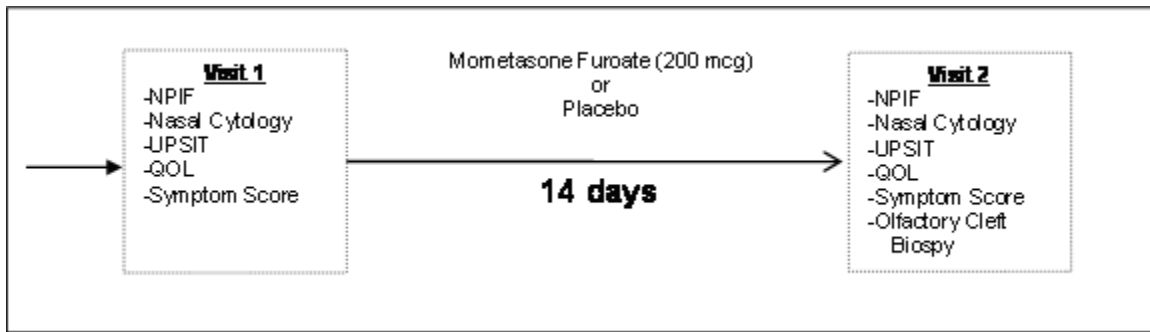 Visit 1
-NPIF
-Nasal Cytology
-UPSIT
-QOL
-Symptom Score
Mometasone Furoate (200 mcg)
or
Placebo
14 days
Visit 2
-NPIF
-Nasal Cytology
-UPSIT
-QOL
-Symptom Score
-Olfactory Cleft
Biospy